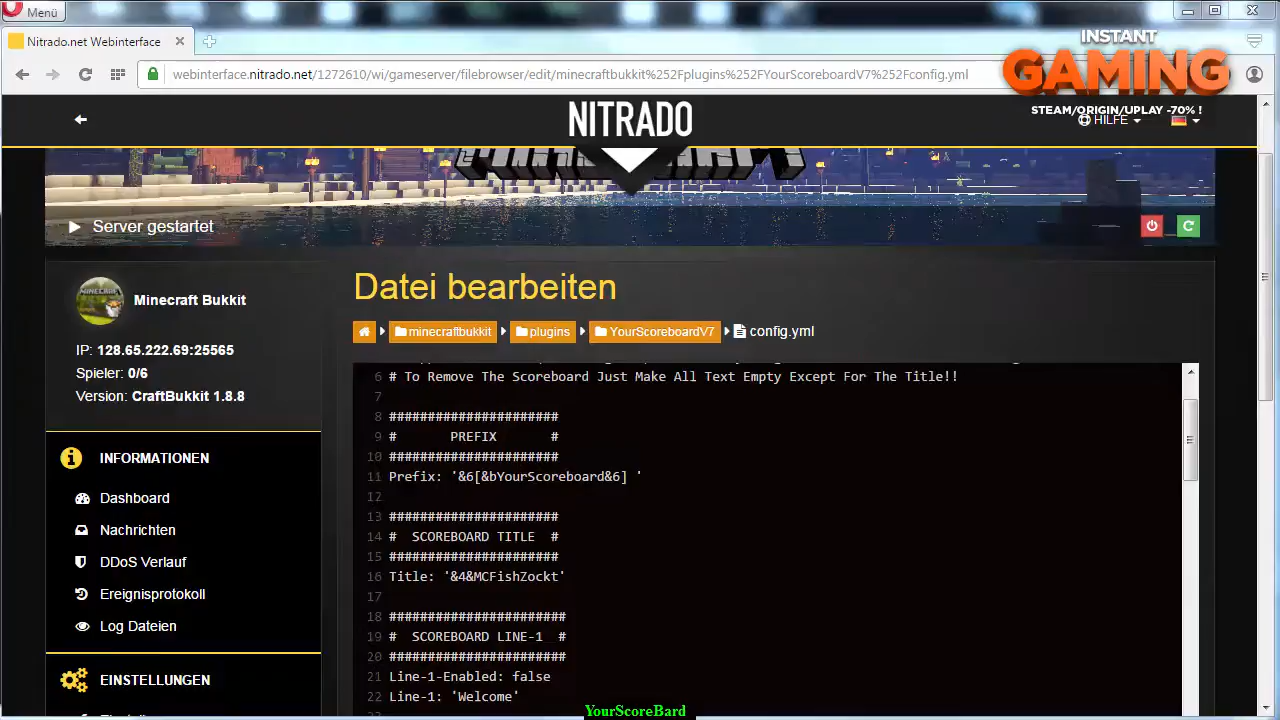 Menü
Nitrado.net Webinterface
INSTANT
GAMING
STEAM/ORIGIN/UPLAY -70% !
webinterface.nitrado.net/1272610/wi/gameserver/filebrowser/edit/minecraftbukkit%252Fplugins%252FYourScoreboardV7%252Fconfig.yml
NITRADO
HILFE
Server gestartet
Minecraft Bukkit
IP: 128.65.222.69:25565
Spieler: 0/6
Version: CraftBukkit 1.8.8
INFORMATIONEN
Dashboard
Nachrichten
DDoS Verlauf
Ereignisprotokoll
Log Dateien
EINSTELLUNGEN
Datei bearbeiten
minecraftbukkit plugins YourScoreboardV7 config.yml
6 # To Remove The Scoreboard Just Make All Text Empty Except For The Title!!
7
8 ######################
9 # PREFIX #
10 ######################
11 Prefix: '&6[&bYourScoreboard&6] '
12
13 ######################
14 # SCOREBOARD TITLE #
15 ######################
16 Title: '&4&MCFishZockt'
17
18 #######################
19 # SCOREBOARD LINE-1 #
20 #######################
21 Line-1-Enabled: false
22 Line-1: 'Welcome'
YourScoreBard